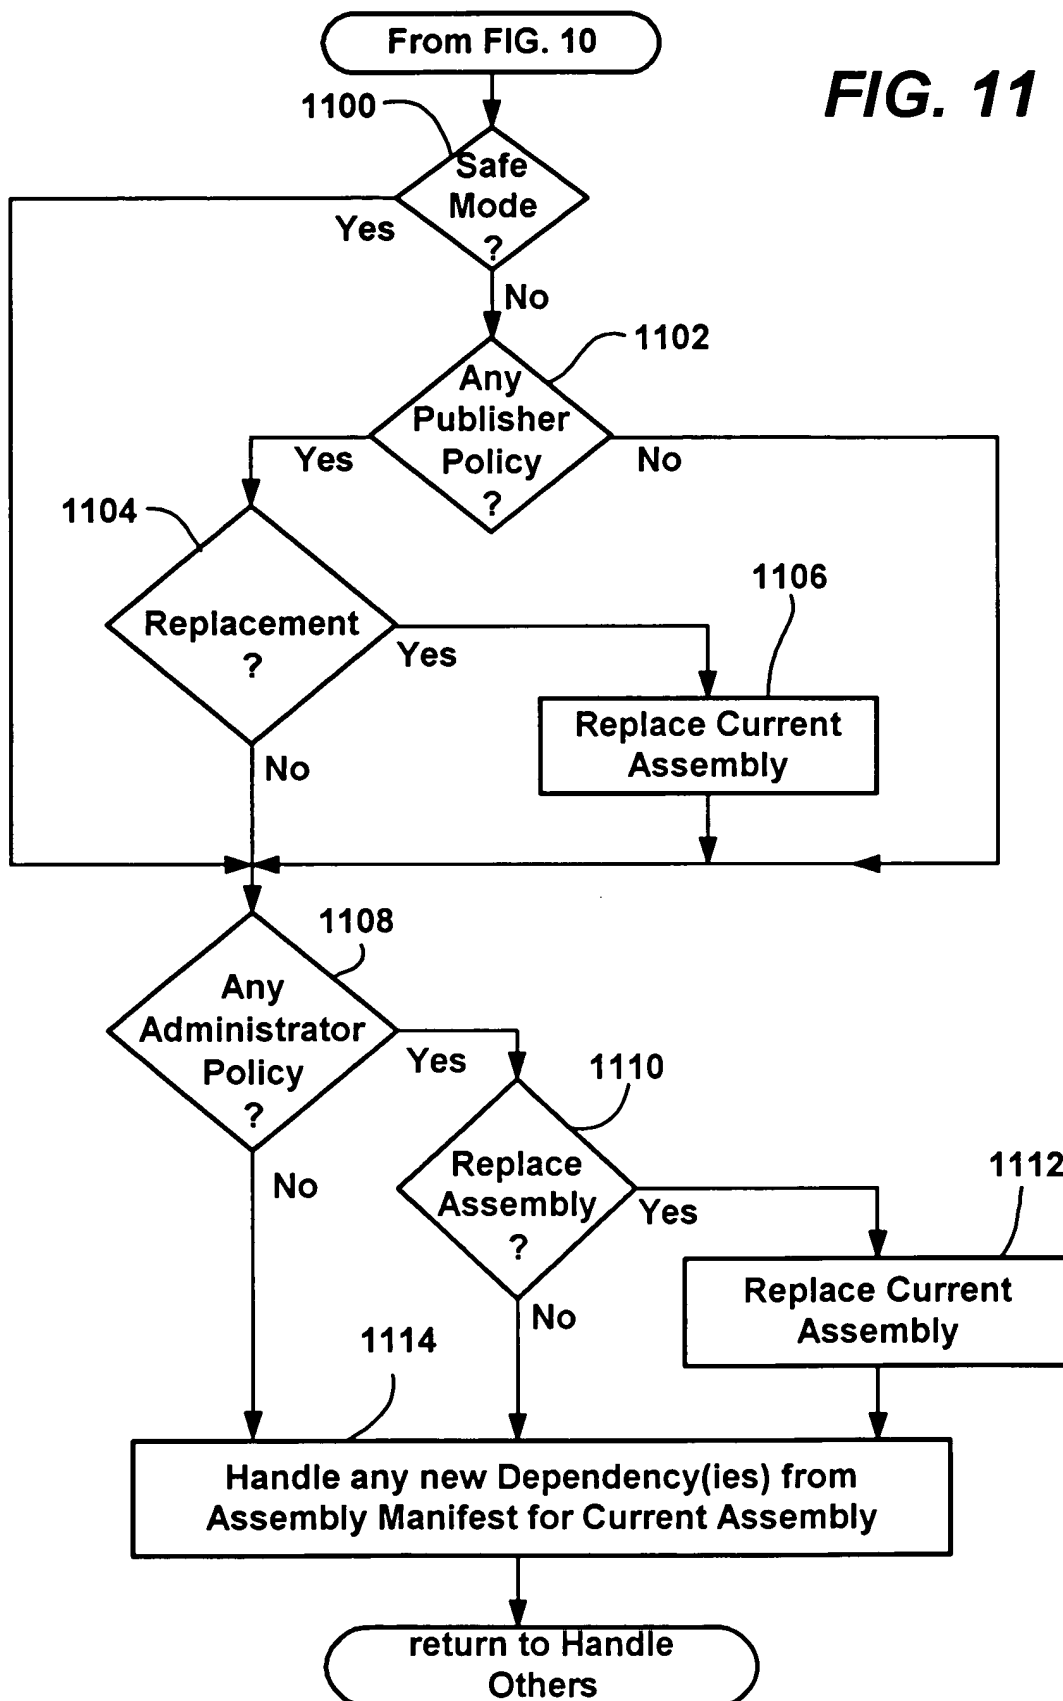 From FIG. 10
FIG. 11
1100
Safe
Mode
?
Yes
No
1102
Any
Publisher
Policy
?
Yes
No
1104
Replacement
?
Yes
No
1106
Replace Current
Assembly
1108
Any
Administrator
Policy
?
Yes
No
1110
Replace
Assembly
?
Yes
No
1112
Replace Current
Assembly
1114
Handle any new Dependency(ies) from
Assembly Manifest for Current Assembly
return to Handle
Others